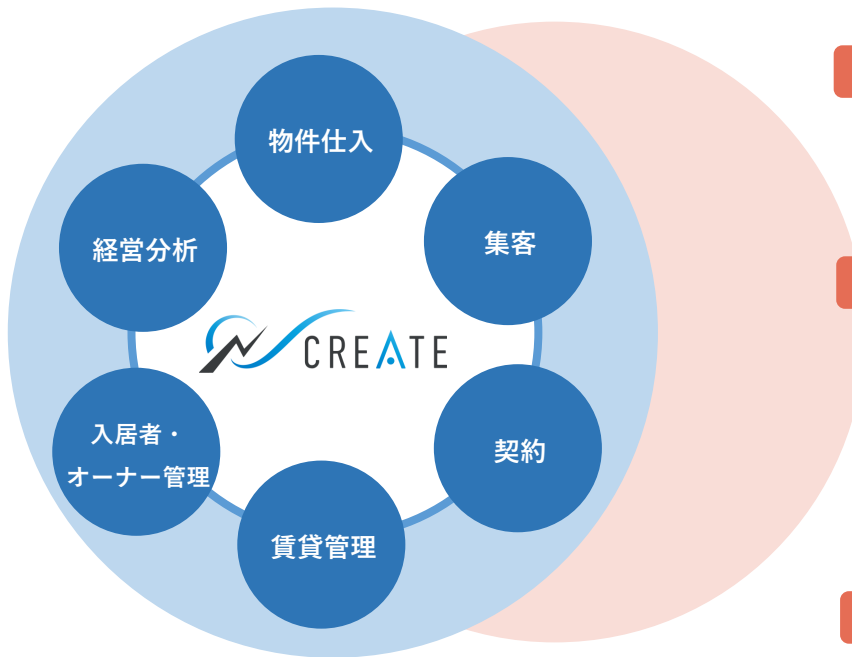 物件仕入
集客
経営分析
CREATE
入居者・
オーナー管理
契約
賃貸管理